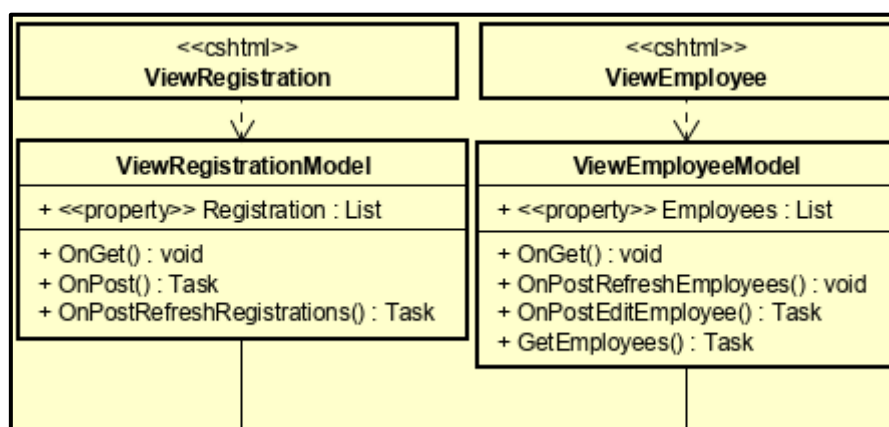 <<cshtml>>
ViewRegistration
ViewRegistrationModel
+ <<property>> Registration : List
+ OnGet() : void
+ OnPost() : Task
+ OnPostRefreshRegistrations() : Task
<<cshtml>>
ViewEmployee
ViewEmployeeModel
+ <<property>> Employees : List
+ OnGet() : void
+ OnPostRefreshEmployees() : void
+ OnPostEditEmployee() : Task
+ GetEmployees() : Task